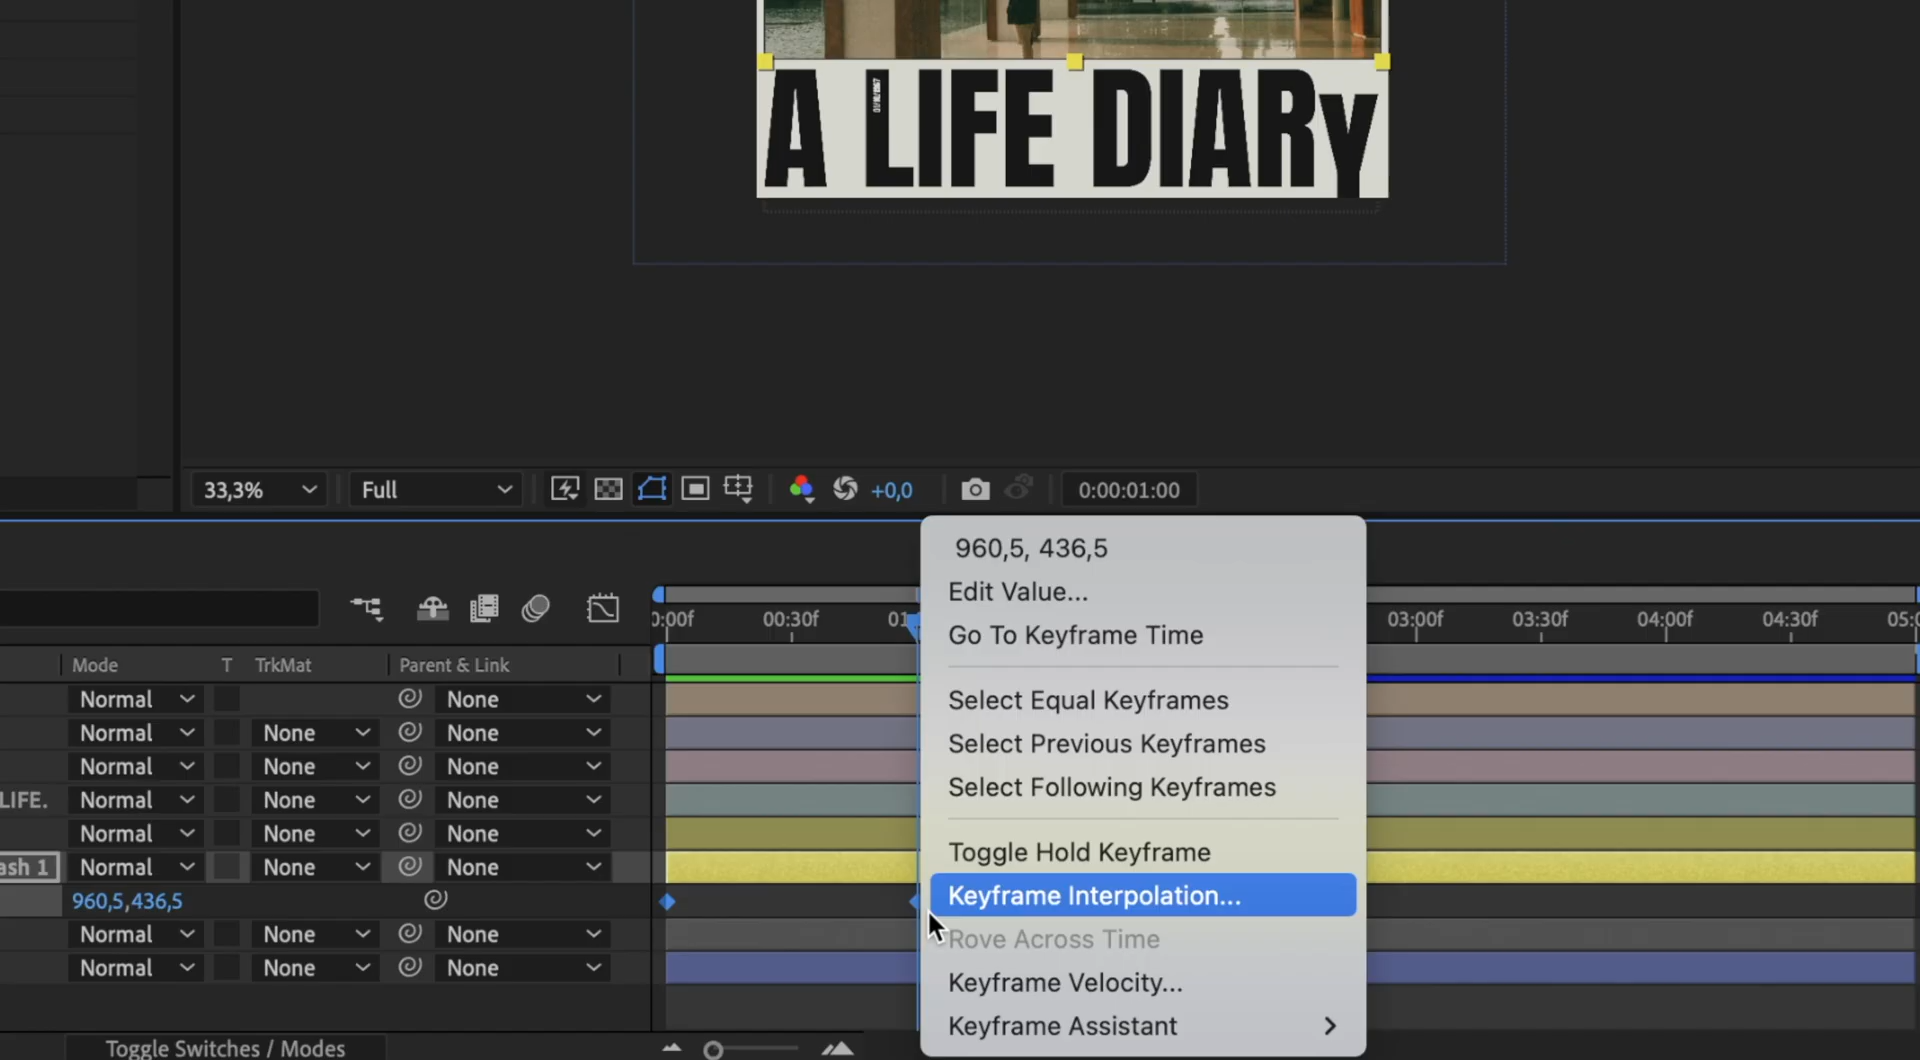 A LIFE DIARy
33,3%
Full
+0,0
0:00:01:00
960,5, 436,5
Edit Value...
Go To Keyframe Time
Select Equal Keyframes
Select Previous Keyframes
Select Following Keyframes
Toggle Hold Keyframe
Keyframe Interpolation...
Rove Across Time
Keyframe Velocity...
Keyframe Assistant
0:00f 00:30f 01 03:00f 03:30f 04:00f 04:30f 05:0
Mode T TrkMat Parent & Link
Normal None
Normal None None
Normal None None
LIFE. Normal None None
Normal None None
ash 1 Normal None None
960,5,436,5
Normal None None
Normal None None
Toggle Switches / Modes